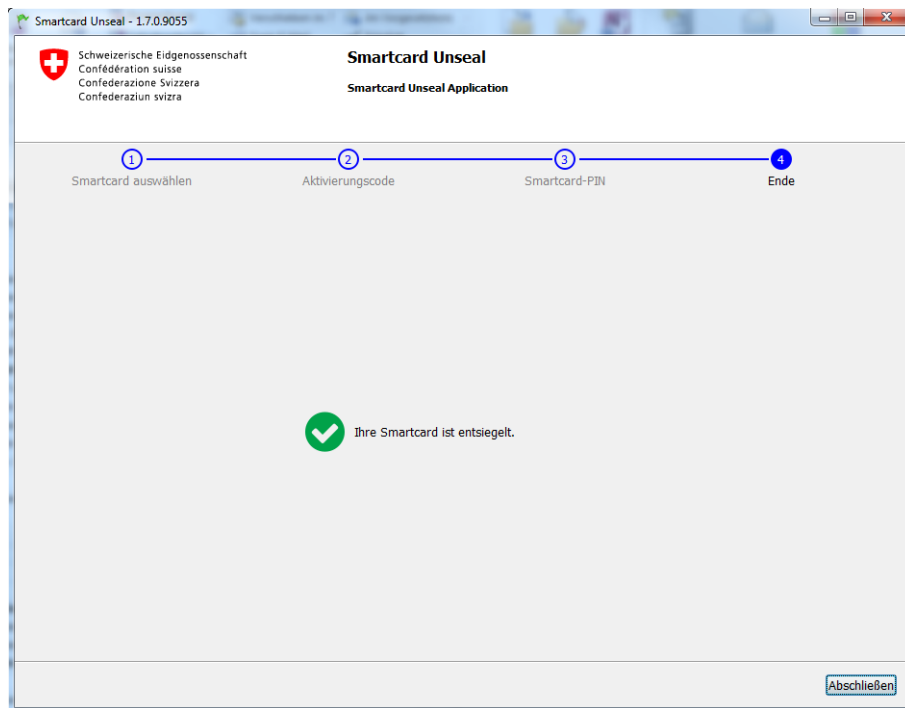 Smartcard Unseal - 1.7.0.9055
Schweizerische Eidgenossenschaft
Confédération suisse
Confederazione Svizzera
Confederaziun svizra
Smartcard Unseal
Smartcard Unseal Application
1
2
3
4
Smartcard auswählen
Aktivierungscode
Smartcard-PIN
Ende
Ihre Smartcard ist entsiegelt.
Abschließen